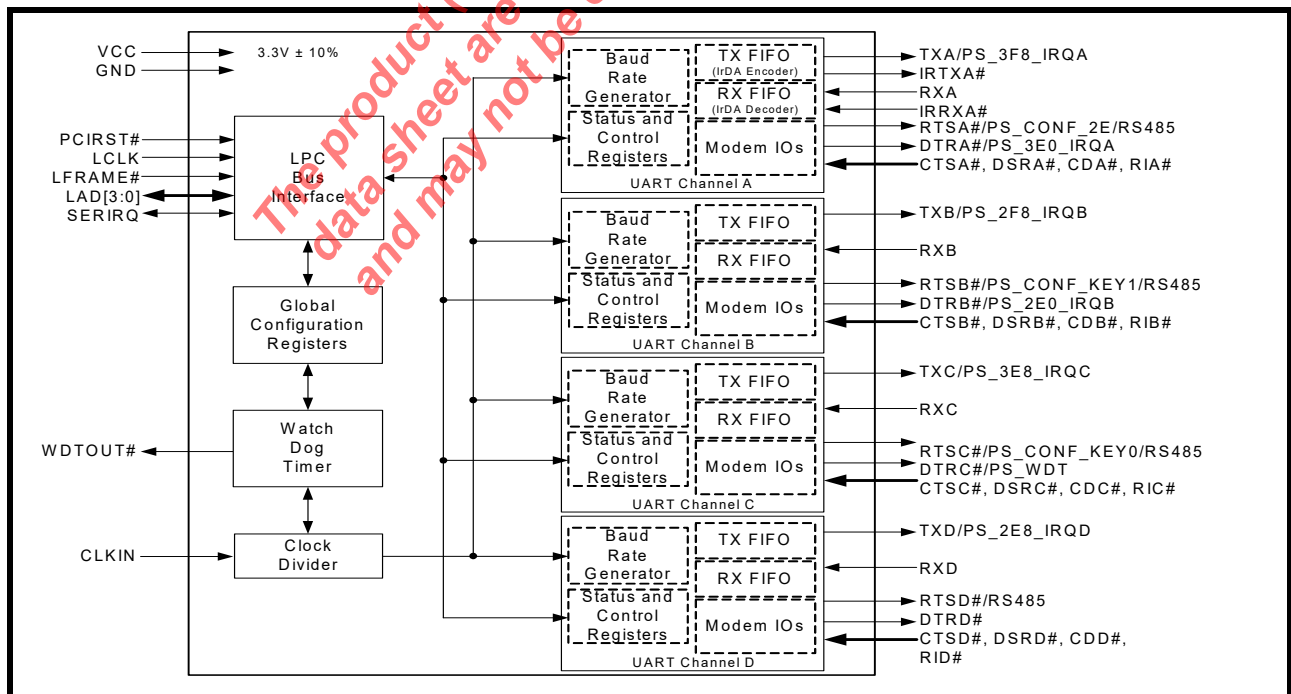 VCC
GND
3.3V ± 10%
PCIRST#
LCLK
LFRAME#
LAD[3:0]
SERIRQ
LPC
Bus
Interface
Global
Configuration
Registers
WDTOUT#
Watch
Dog
Timer
CLKIN
Clock
Divider
Baud
Rate
Generator
TX FIFO
(IrDA Encoder)
RX FIFO
(IrDA Decoder)
Status and
Control
Registers
Modem IOs
UART Channel A
TXA/PS_3F8_IRQA
IRTXA#
RXA
IRRXA#
RTSA#/PS_CONF_2E/RS485
DTRA#/PS_3E0_IRQA
CTSA#, DSRA#, CDA#, RIA#
Baud
Rate
Generator
TX FIFO
RX FIFO
Status and
Control
Registers
Modem IOs
UART Channel B
TXB/PS_2F8_IRQB
RXB
RTSB#/PS_CONF_KEY1/RS485
DTRB#/PS_2E0_IRQB
CTSB#, DSRB#, CDB#, RIB#
Baud
Rate
Generator
TX FIFO
RX FIFO
Status and
Control
Registers
Modem IOs
UART Channel C
TXC/PS_3E8_IRQC
RXC
RTSC#/PS_CONF_KEY0/RS485
DTRC#/PS_WDT
CTSC#, DSRC#, CDC#, RIC#
Baud
Rate
Generator
TX FIFO
RX FIFO
Status and
Control
Registers
Modem IOs
UART Channel D
TXD/PS_2E8_IRQD
RXD
RTSD#/RS485
DTRD#
CTSD#, DSRD#, CDD#,
RID#
The product
data sheet are
and may not be